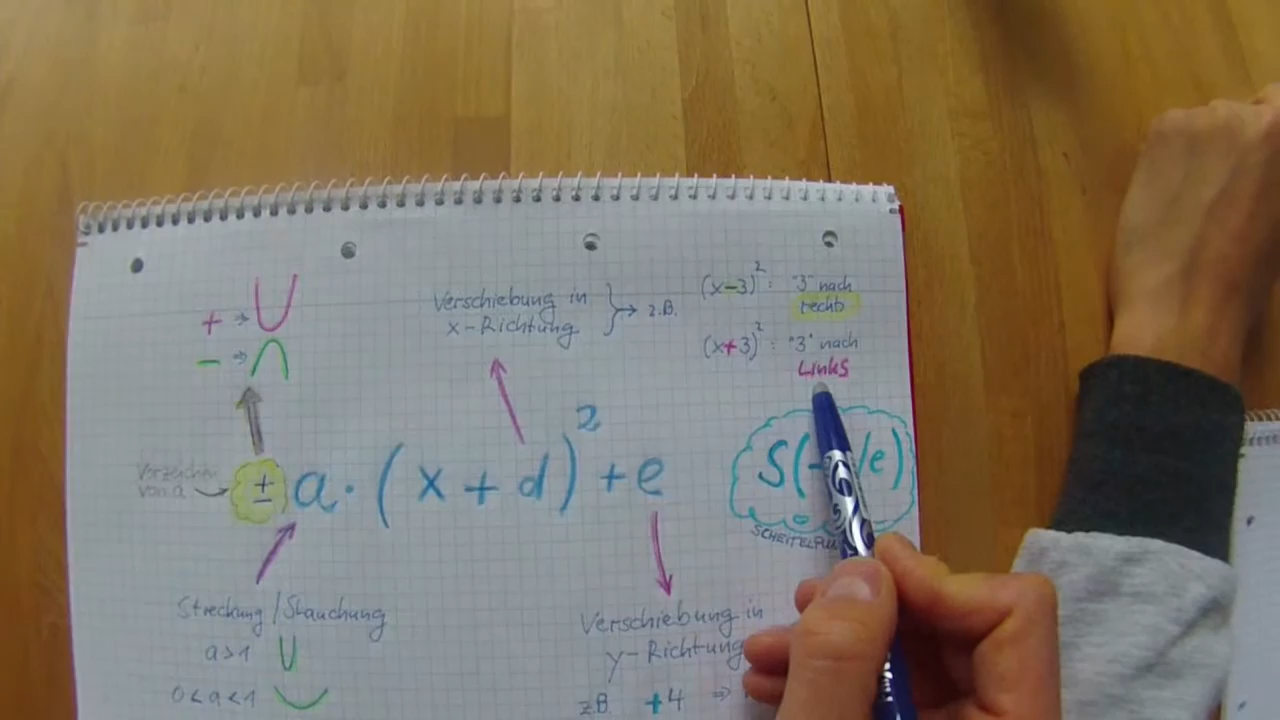 + ⇒
- ⇒
Verschiebung in
x-Richtung
→ z.B.
(x-3)²: "3" nach
rechts
(x+3)²: "3" nach
Links
Vorzeichen
von a
± a · (x + d)² + e
S( /e)
Streckung/Stauchung
a>1
0<a<1
Verschiebung in
y-Richtung
z.B. +4 ⇒